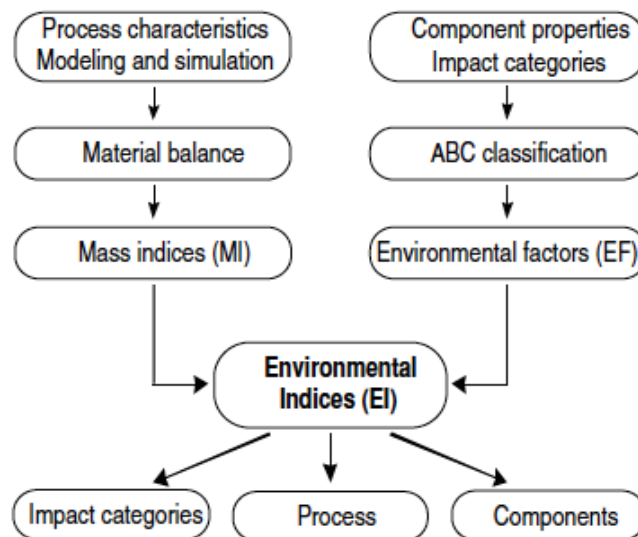 Process characteristics
Modeling and simulation
Component properties
Impact categories
Material balance
ABC classification
Mass indices (MI)
Environmental factors (EF)
Environmental
Indices (EI)
Impact categories
Process
Components